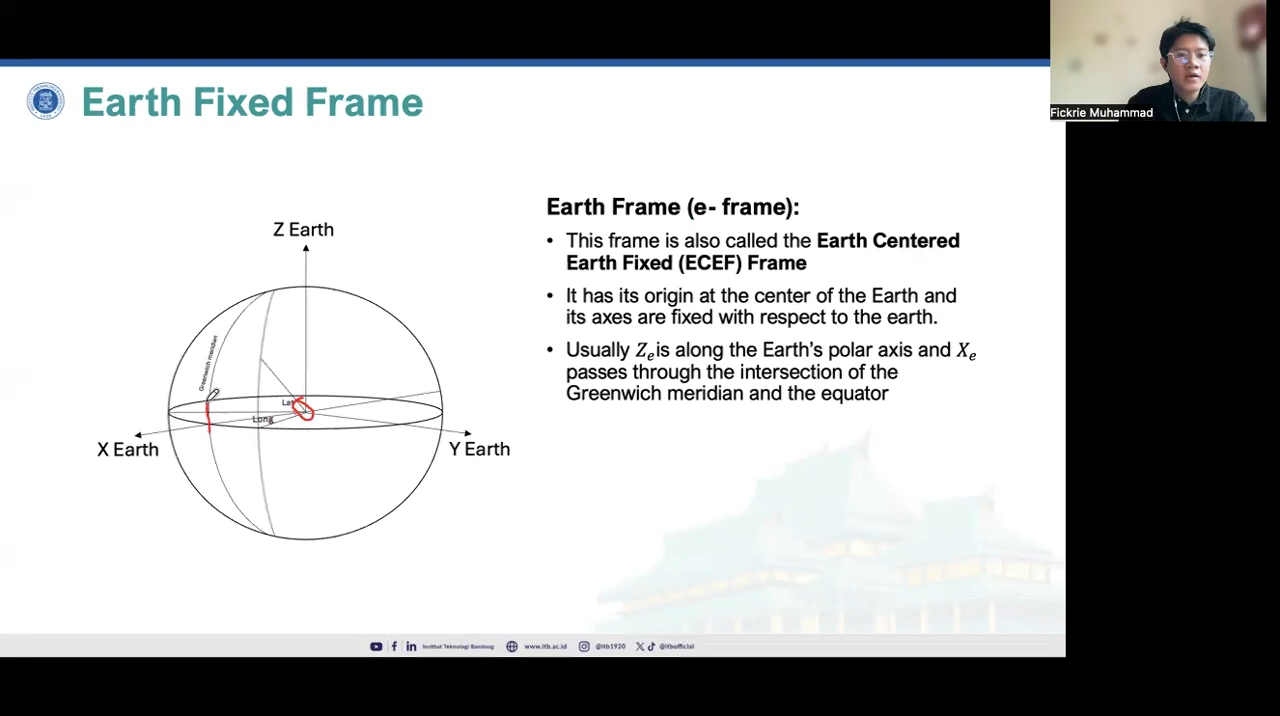 Fickrie Muhammad
Earth Fixed Frame
Z Earth
Greenwich meridian
Lat
Long
X Earth
Y Earth
Earth Frame (e- frame):
• This frame is also called the Earth Centered
Earth Fixed (ECEF) Frame
• It has its origin at the center of the Earth and
its axes are fixed with respect to the earth.
• Usually Zₑ is along the Earth's polar axis and Xₑ
passes through the intersection of the
Greenwich meridian and the equator
Institut Teknologi Bandung
www.itb.ac.id
@itb1920
@itbofficial